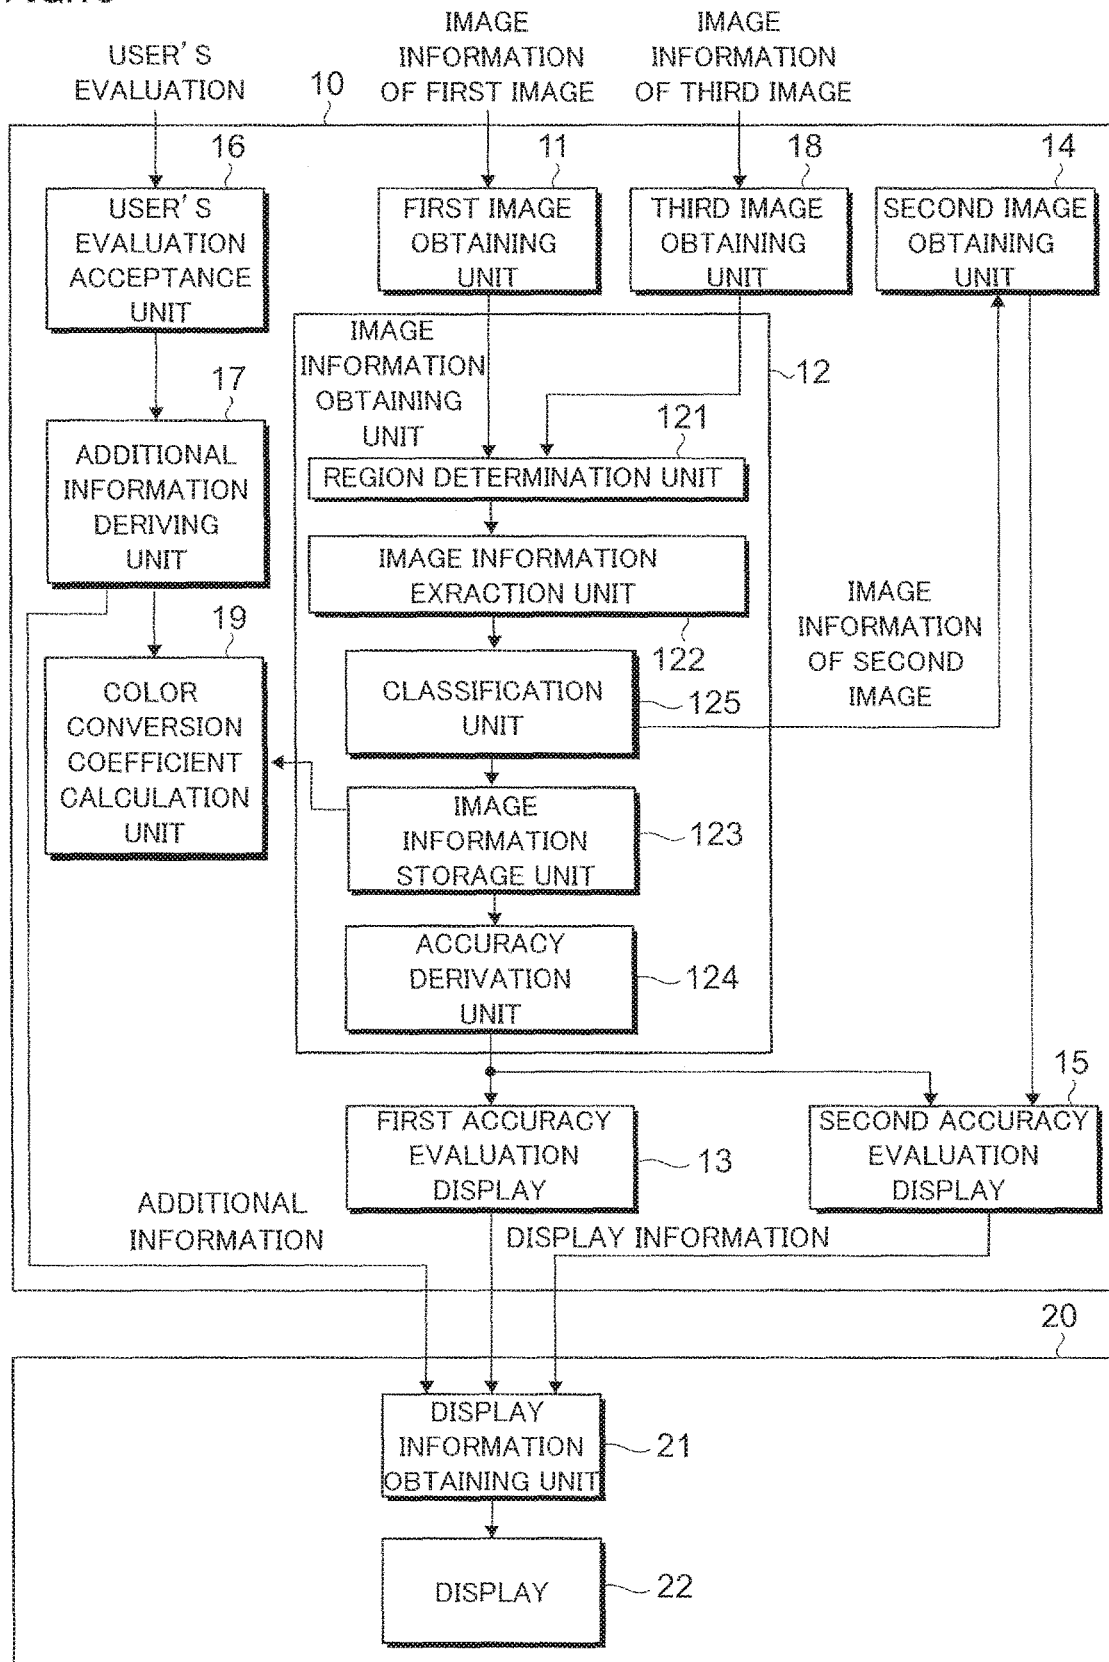 USER'S
EVALUATION
IMAGE
INFORMATION
OF FIRST IMAGE
IMAGE
INFORMATION
OF THIRD IMAGE
10
16
11
18
14
USER'S
EVALUATION
ACCEPTANCE
UNIT
FIRST IMAGE
OBTAINING
UNIT
THIRD IMAGE
OBTAINING
UNIT
SECOND IMAGE
OBTAINING
UNIT
IMAGE
INFORMATION
OBTAINING
UNIT
12
17
ADDITIONAL
INFORMATION
DERIVING
UNIT
121
REGION DETERMINATION UNIT
IMAGE INFORMATION
EXRACTION UNIT
122
IMAGE
INFORMATION
OF SECOND
IMAGE
19
COLOR
CONVERSION
COEFFICIENT
CALCULATION
UNIT
CLASSIFICATION
UNIT
125
IMAGE
INFORMATION
STORAGE UNIT
123
ACCURACY
DERIVATION
UNIT
124
FIRST ACCURACY
EVALUATION
DISPLAY
13
15
SECOND ACCURACY
EVALUATION
DISPLAY
ADDITIONAL
INFORMATION
DISPLAY INFORMATION
20
DISPLAY
INFORMATION
OBTAINING UNIT
21
DISPLAY
22